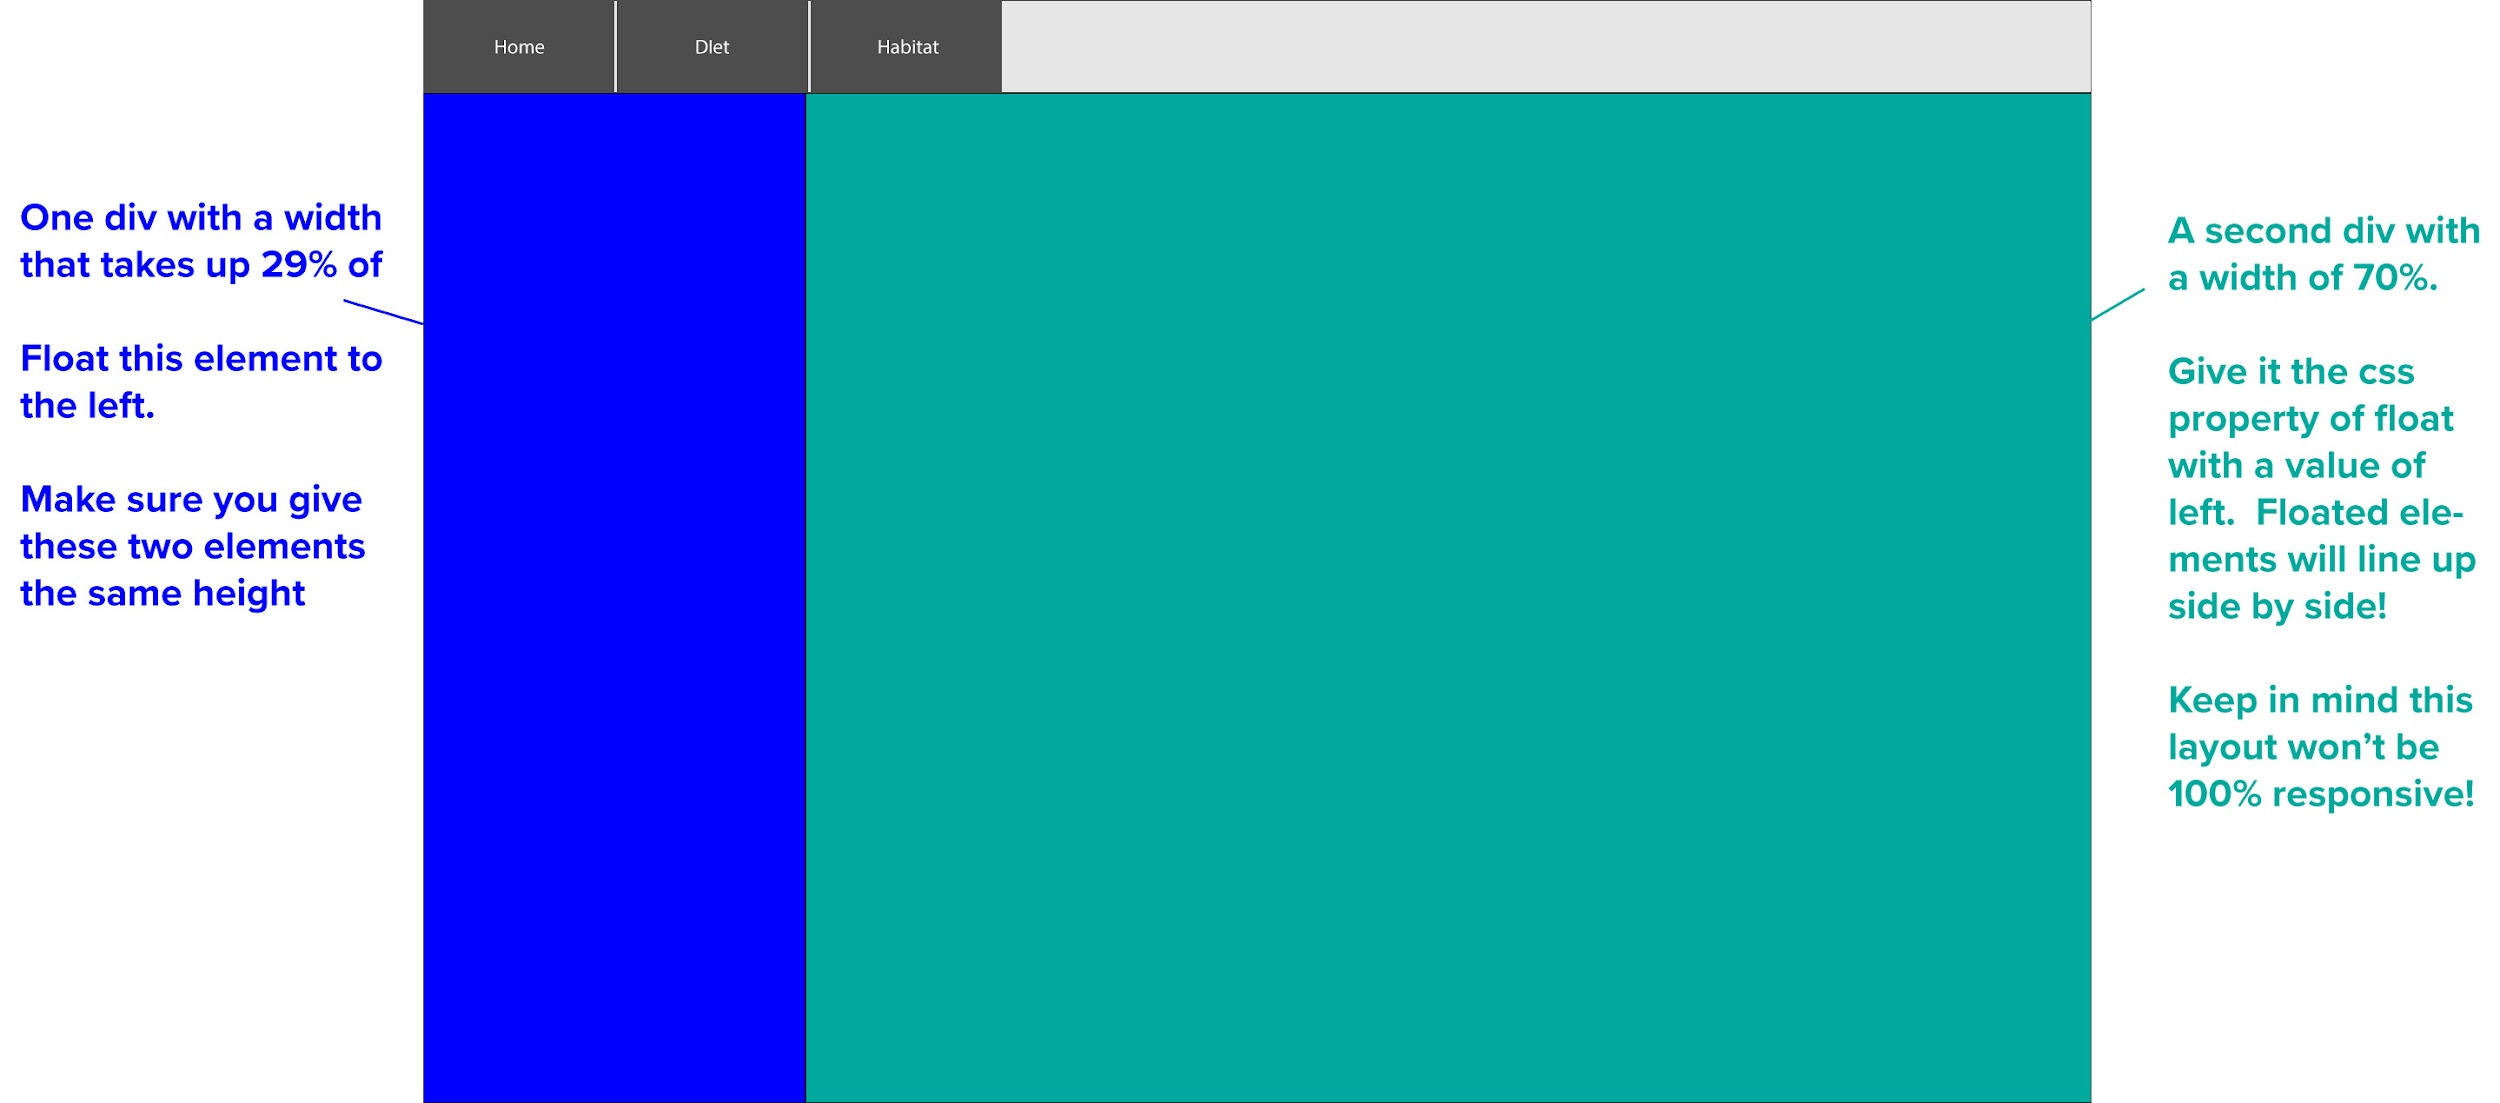 Home
DIet
Habitat
One div with a width
that takes up 29% of
Float this element to
the left.
Make sure you give
these two elements
the same height
A second div with
a width of 70%.
Give it the css
property of float
with a value of
left.  Floated ele-
ments will line up
side by side!
Keep in mind this
layout won’t be
100% responsive!